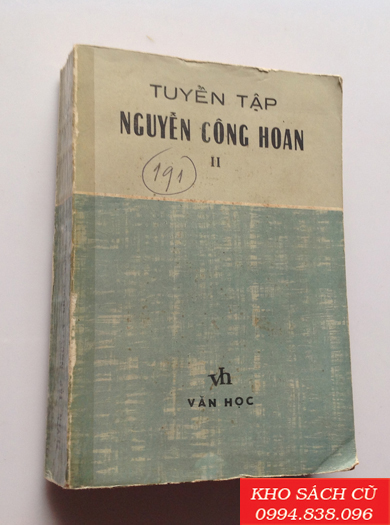 TUYỂN TẬP
NGUYỄN CÔNG HOAN
II
191
vh
VĂN HỌC
KHO SÁCH CŨ
0994.838.096